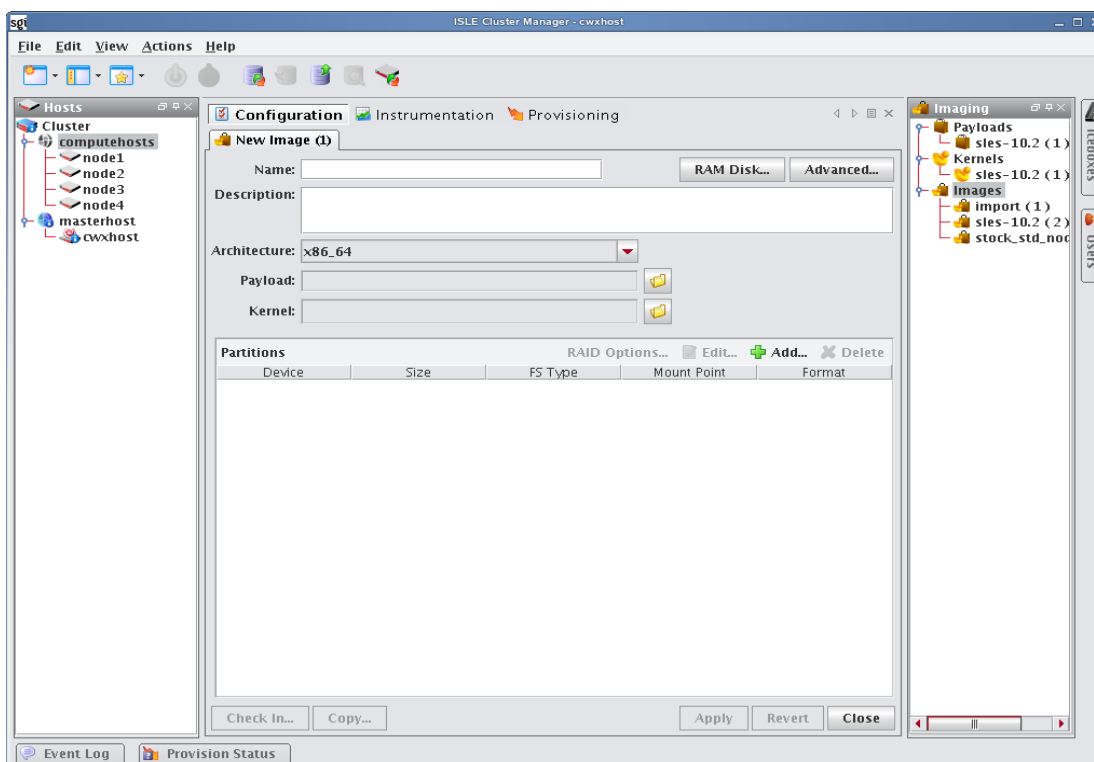 sgi
ISLE Cluster Manager - cwxhost
File Edit View Actions Help
Hosts
Cluster
computehosts
node1
node2
node3
node4
masterhost
cwxhost
Configuration Instrumentation Provisioning
New Image (1)
Name:
RAM Disk... Advanced...
Description:
Architecture: x86_64
Payload:
Kernel:
Partitions RAID Options... Edit... Add... Delete
Device Size FS Type Mount Point Format
Check In... Copy... Apply Revert Close
Imaging
Payloads
sles-10.2 (1)
Kernels
sles-10.2 (1)
Images
import (1)
sles-10.2 (2)
stock_std_nod
Iceboxes
Users
Event Log Provision Status